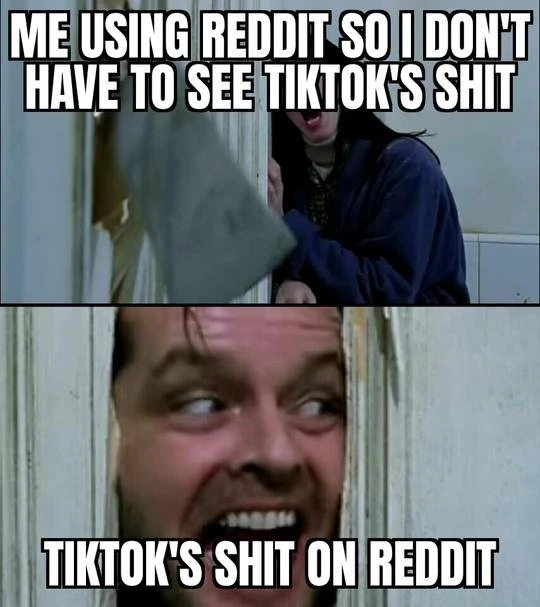 ME USING REDDIT SO I DON'T
HAVE TO SEE TIKTOK'S SHIT
TIKTOK'S SHIT ON REDDIT